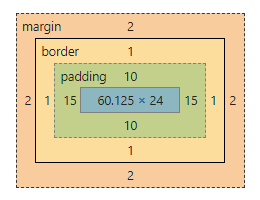 margin 2
border 1
padding 10
2 1 15 60.125 × 24 15 1 2
10
1
2